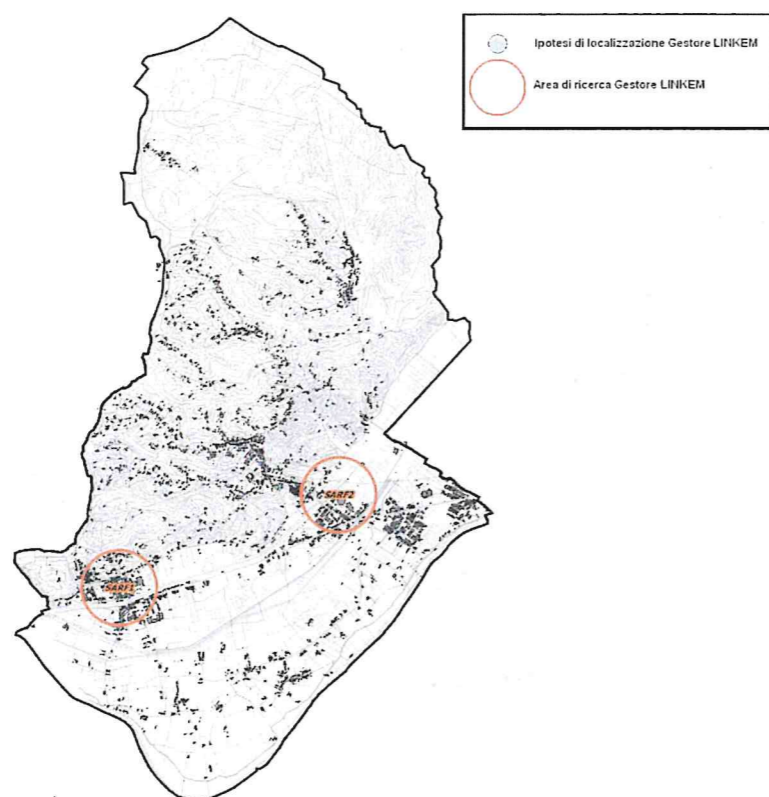 Ipotesi di localizzazione Gestore LINKEM
Area di ricerca Gestore LINKEM
SARF2
SARF1